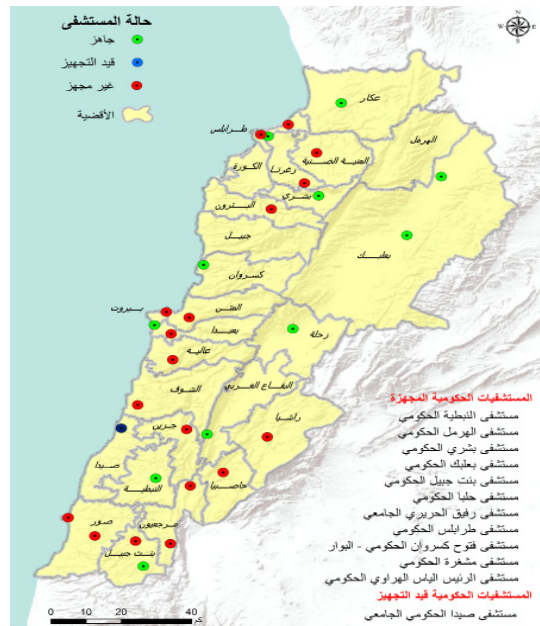 حالة المستشفى
جاهز
قيد التجهيز
غير مجهز
الأقضية
N
W E
S
عكار
طرابلس
الهرمل
المنية الضنية
زغرتا
الكورة
بشري
البترون
جبيل
بعلبك
كسروان
المتن
بيروت
بعبدا
زحلة
عالية
الشوف
البقاع الغربي
راشيا
جزين
صيدا
حاصبيا
النبطية
مرجعيون
صور
بنت جبيل
المستشفيات الحكومية المجهزة
مستشفى النبطية الحكومي
مستشفى الهرمل الحكومي
مستشفى بشري الحكومي
مستشفى بعلبك الحكومي
مستشفى بنت جبيل الحكومي
مستشفى حلبا الحكومي
مستشفى رفيق الحريري الجامعي
مستشفى طرابلس الحكومي
مستشفى فتوح كسروان الحكومي - البوار
مستشفى مشغرة الحكومي
مستشفى الرئيس الياس الهراوي الحكومي
المستشفيات الحكومية قيد التجهيز
مستشفى صيدا الحكومي الجامعي
0 10 20 40
كم